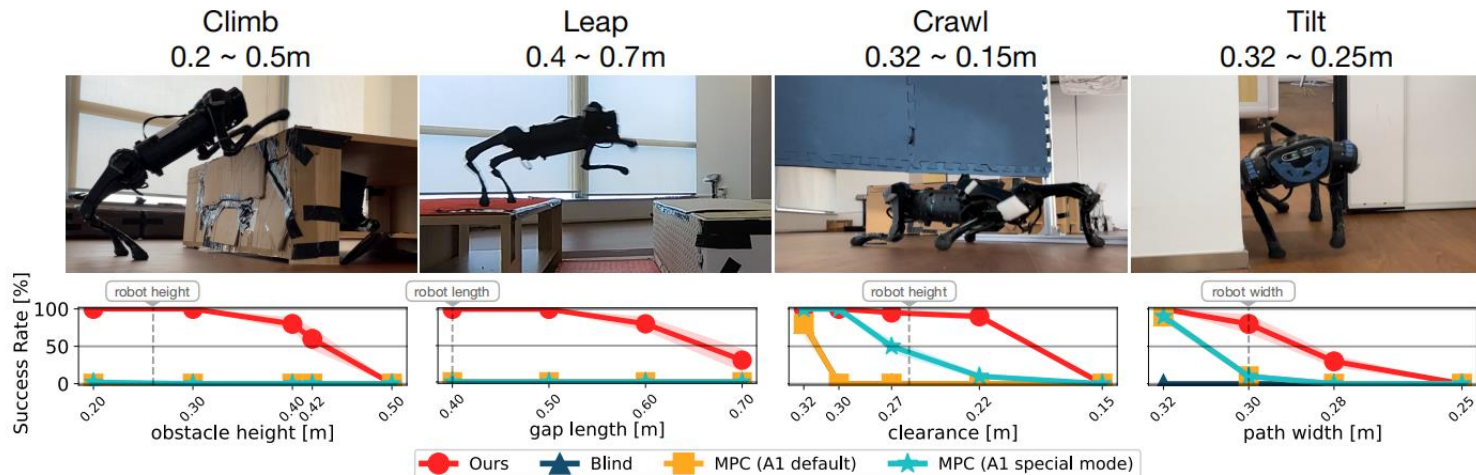 Climb
0.2 ~ 0.5m
Leap
0.4 ~ 0.7m
Crawl
0.32 ~ 0.15m
Tilt
0.32 ~ 0.25m
Success Rate [%]
100
50
0
robot height
0.20
0.30
0.40
0.42
0.50
obstacle height [m]
robot length
0.40
0.50
0.60
0.70
gap length [m]
robot height
0.32
0.30
0.27
0.22
0.15
clearance [m]
robot width
0.32
0.30
0.28
0.25
path width [m]
Ours
Blind
MPC (A1 default)
MPC (A1 special mode)